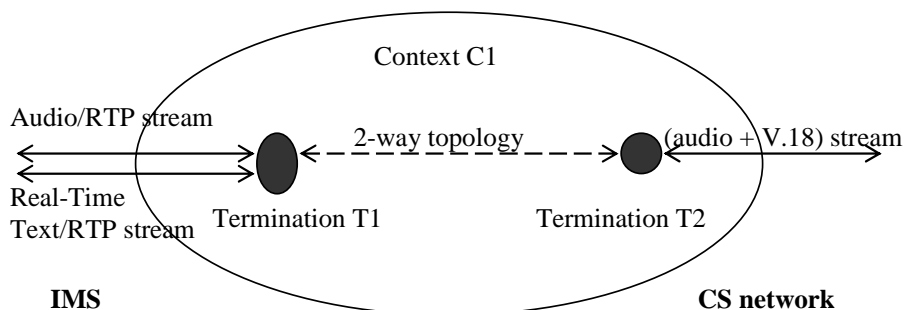 Context C1
Audio/RTP stream
2-way topology
(audio + V.18) stream
Real-Time
Text/RTP stream
Termination T1
Termination T2
IMS
CS network